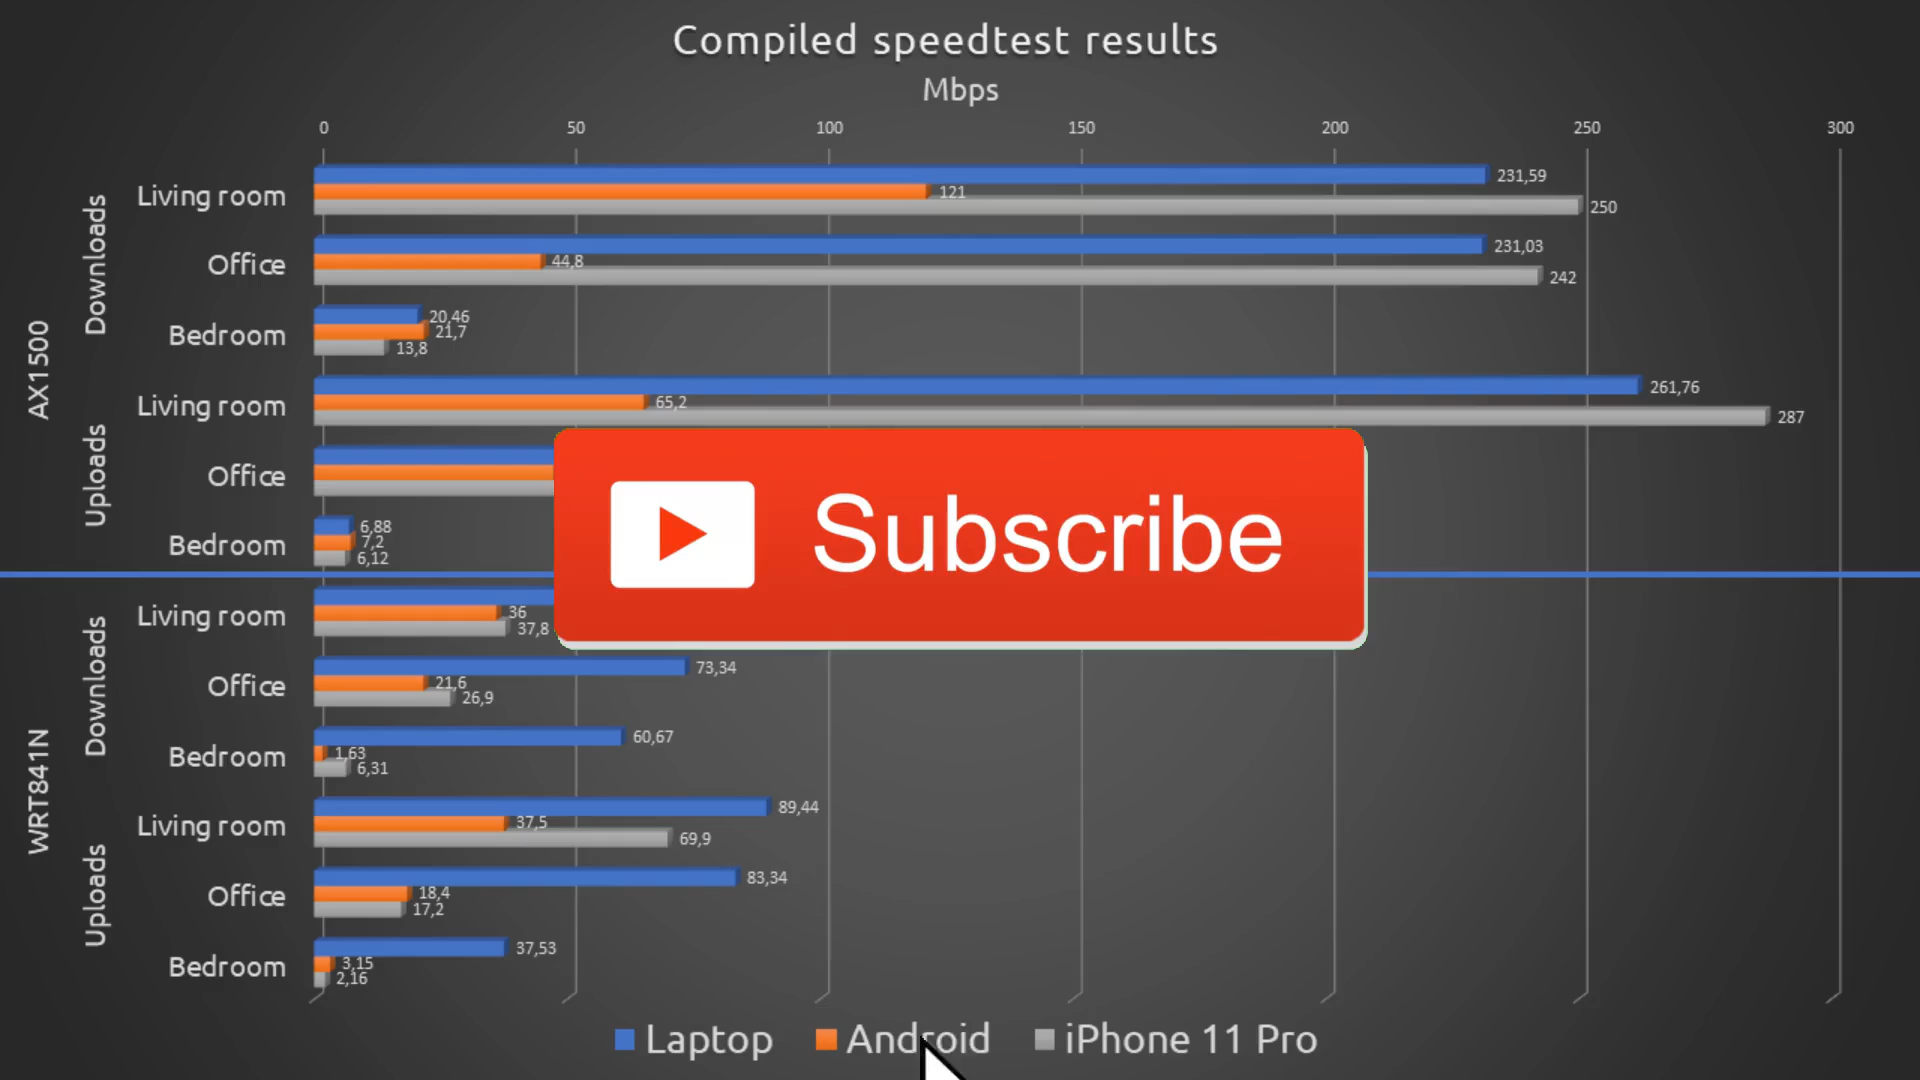 Compiled speedtest results
Mbps
0 50 100 150 200 250 300
AX1500
Downloads
Living room 231,59 121 250
Office 231,03 44,8 242
Bedroom 20,46 21,7 13,8
Uploads
Living room 261,76 65,2 287
Office
Bedroom 6,88 7,2 6,12
Subscribe
WRT841N
Downloads
Living room 36 37,8
Office 73,34 21,6 26,9
Bedroom 60,67 1,63 6,31
Uploads
Living room 89,44 37,5 69,9
Office 83,34 18,4 17,2
Bedroom 37,53 3,15 2,16
Laptop Android iPhone 11 Pro